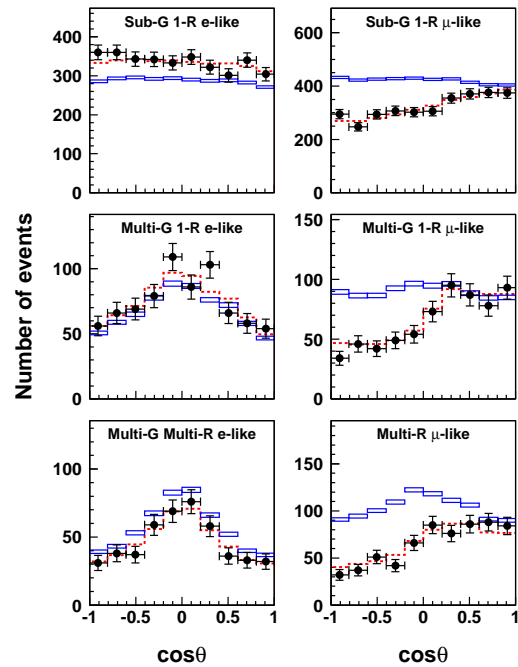 Sub-G 1-R e-like
400
300
200
100
0
Sub-G 1-R μ-like
600
400
200
0
Number of events
Multi-G 1-R e-like
100
50
0
Multi-G 1-R μ-like
150
100
50
0
Multi-G Multi-R e-like
100
50
0
-1 -0.5 0 0.5 1
cosθ
Multi-R μ-like
150
100
50
0
-1 -0.5 0 0.5 1
cosθ